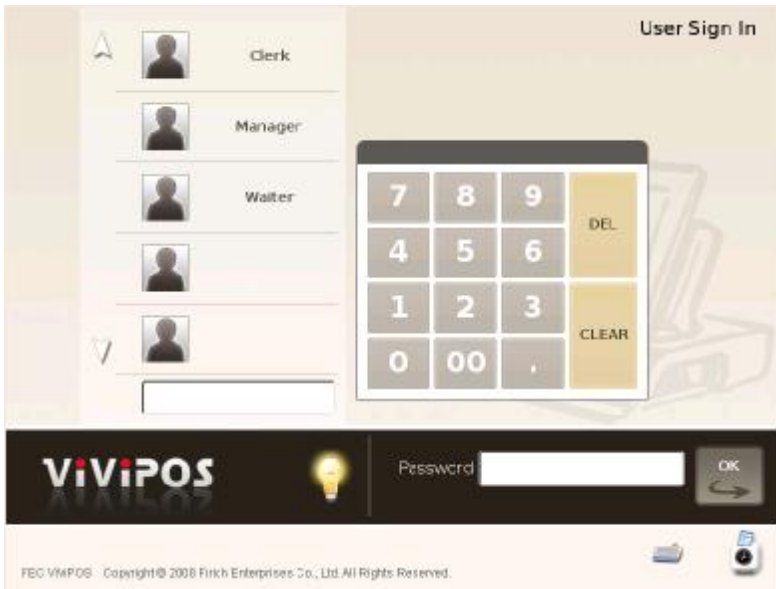 User Sign In
Clerk
Manager
Waiter
7 8 9 DEL
4 5 6
1 2 3 CLEAR
0 00 .
ViViPOS
Password
OK
FEC ViViPOS Copyright© 2008 Firich Enterprises Co., Ltd. All Rights Reserved.